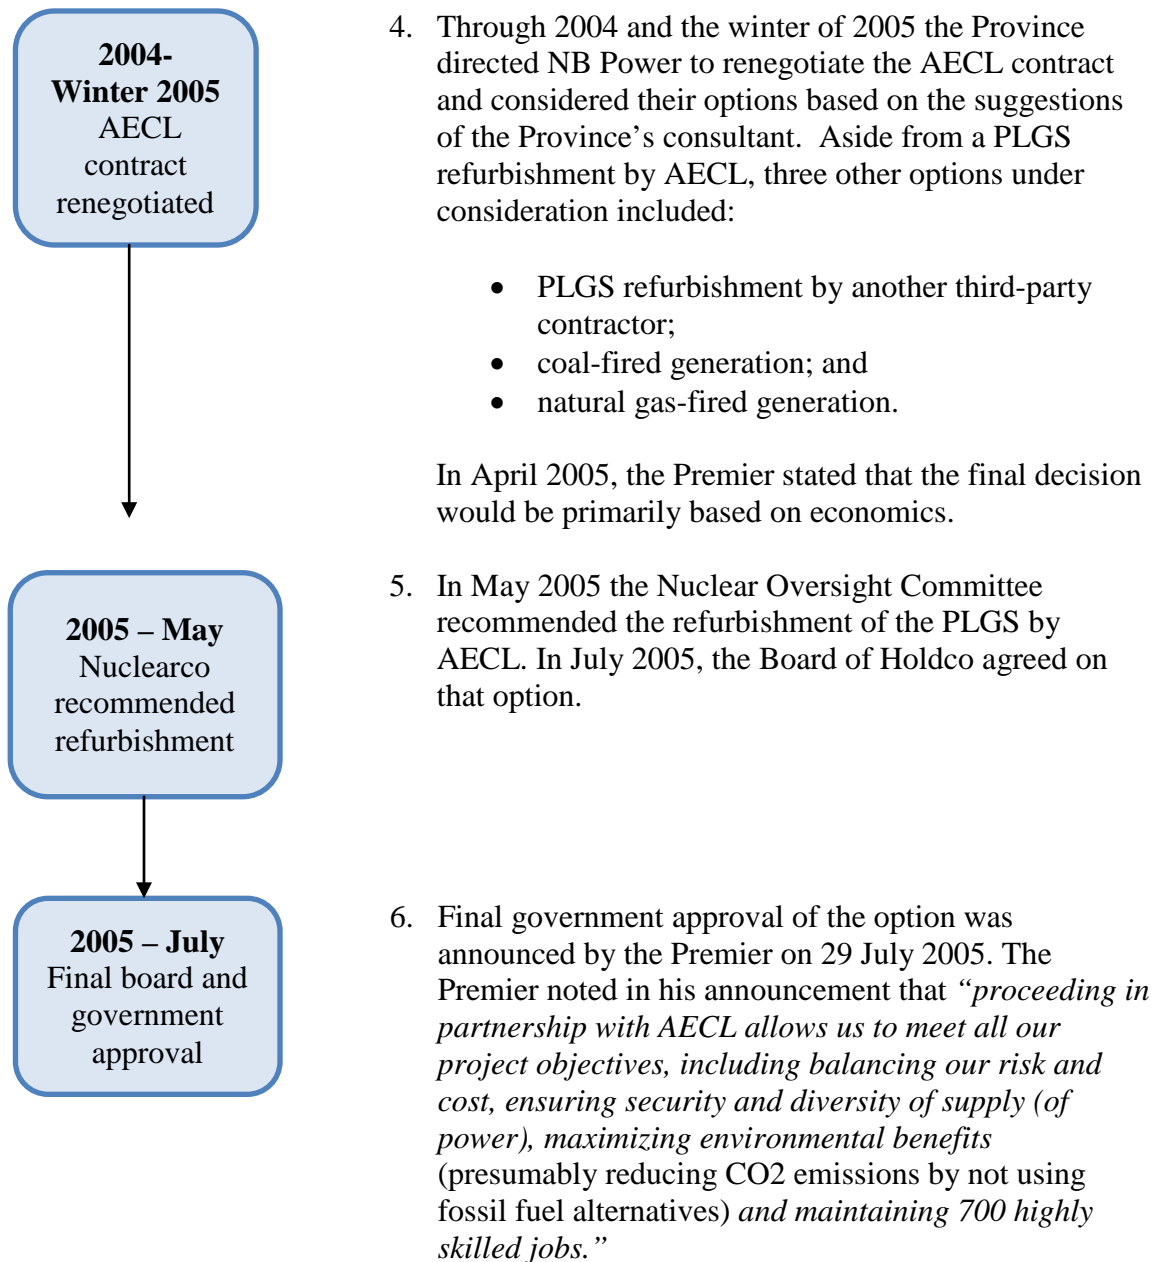 2004-
Winter 2005
AECL
contract
renegotiated
4. Through 2004 and the winter of 2005 the Province
directed NB Power to renegotiate the AECL contract
and considered their options based on the suggestions
of the Province’s consultant.  Aside from a PLGS
refurbishment by AECL, three other options under
consideration included:
• PLGS refurbishment by another third-party
contractor;
• coal-fired generation; and
• natural gas-fired generation.
In April 2005, the Premier stated that the final decision
would be primarily based on economics.
2005 – May
Nuclearco
recommended
refurbishment
5. In May 2005 the Nuclear Oversight Committee
recommended the refurbishment of the PLGS by
AECL. In July 2005, the Board of Holdco agreed on
that option.
2005 – July
Final board and
government
approval
6. Final government approval of the option was
announced by the Premier on 29 July 2005. The
Premier noted in his announcement that “proceeding in
partnership with AECL allows us to meet all our
project objectives, including balancing our risk and
cost, ensuring security and diversity of supply (of
power), maximizing environmental benefits
(presumably reducing CO2 emissions by not using
fossil fuel alternatives) and maintaining 700 highly
skilled jobs.”